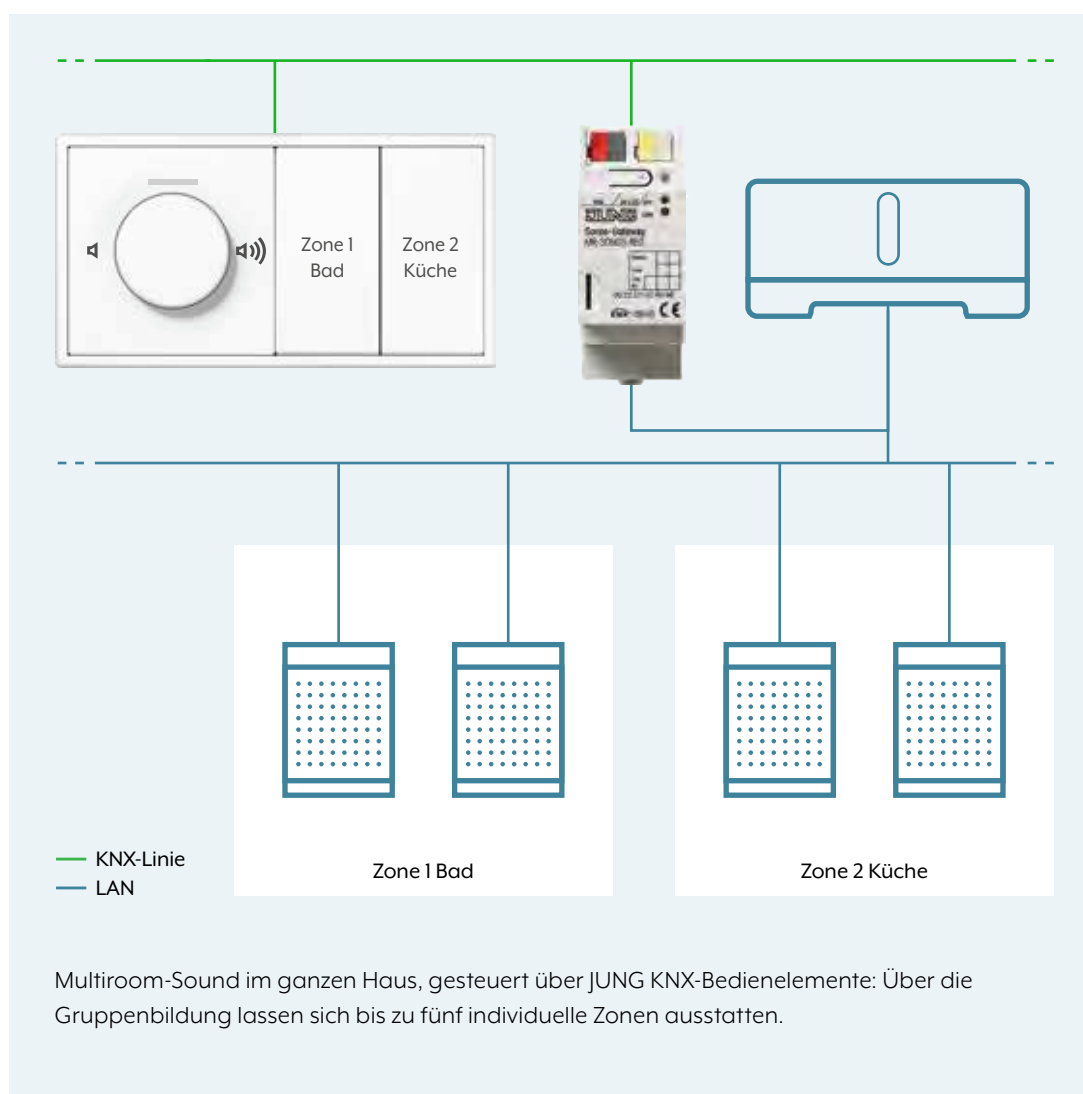 Zone 1
Bad
Zone 2
Küche
JUNG
Sonos-Gateway
KNX-Linie
LAN
Zone 1 Bad
Zone 2 Küche
Multiroom-Sound im ganzen Haus, gesteuert über JUNG KNX-Bedienelemente: Über die
Gruppenbildung lassen sich bis zu fünf individuelle Zonen ausstatten.